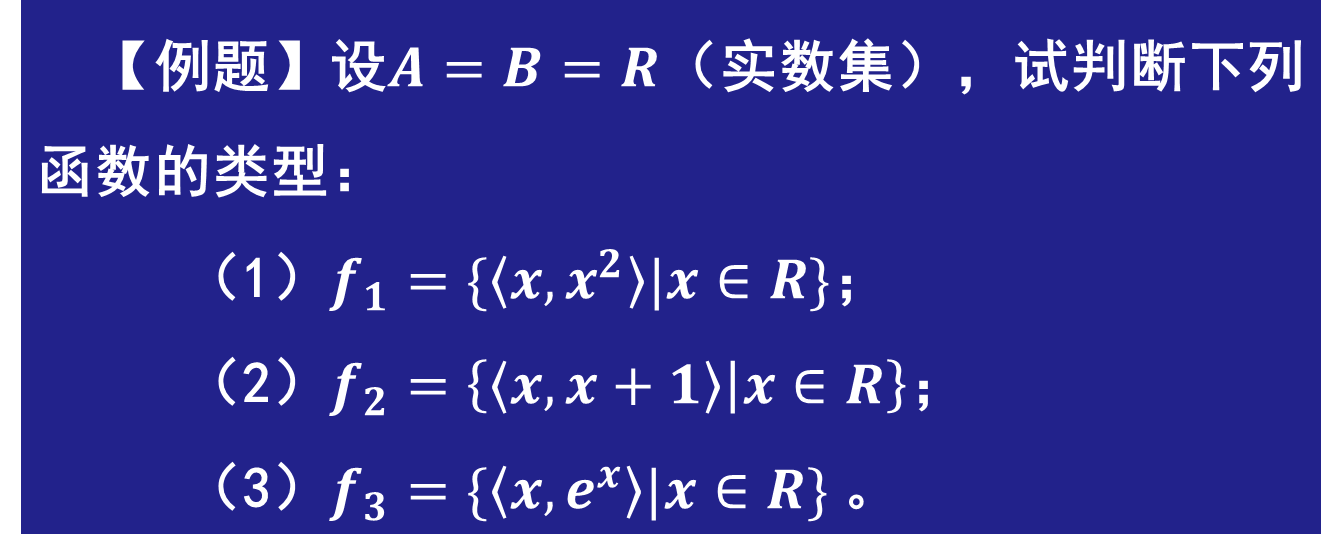 【例题】设A = B = R（实数集），试判断下列
函数的类型：
（1）f₁ = {⟨x, x²⟩|x ∈ R}；
（2）f₂ = {⟨x, x + 1⟩|x ∈ R}；
（3）f₃ = {⟨x, eˣ⟩|x ∈ R} 。